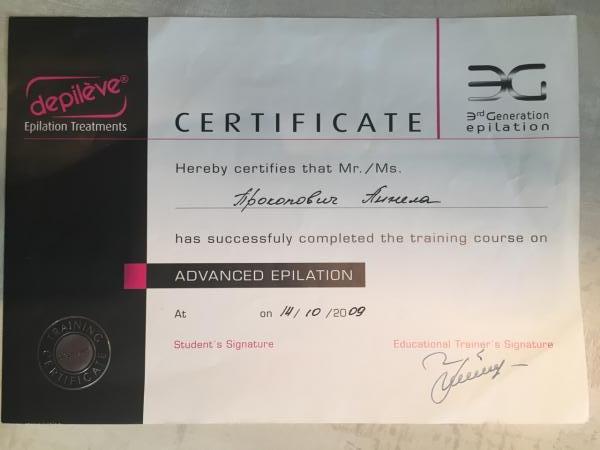 depilève®
Epilation Treatments
3G
3rd Generation
epilation
CERTIFICATE
Hereby certifies that Mr./Ms.
Прокопович Анжела
has successfuly completed the training course on
ADVANCED EPILATION
At on 14/10/2009
Student's Signature
Educational Trainer's Signature
TRAINING
CERTIFICATE